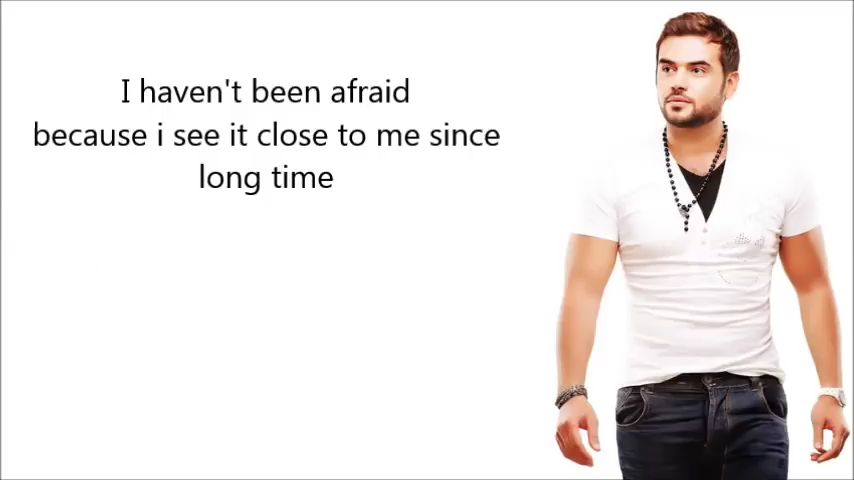 I haven't been afraid
because i see it close to me since
long time